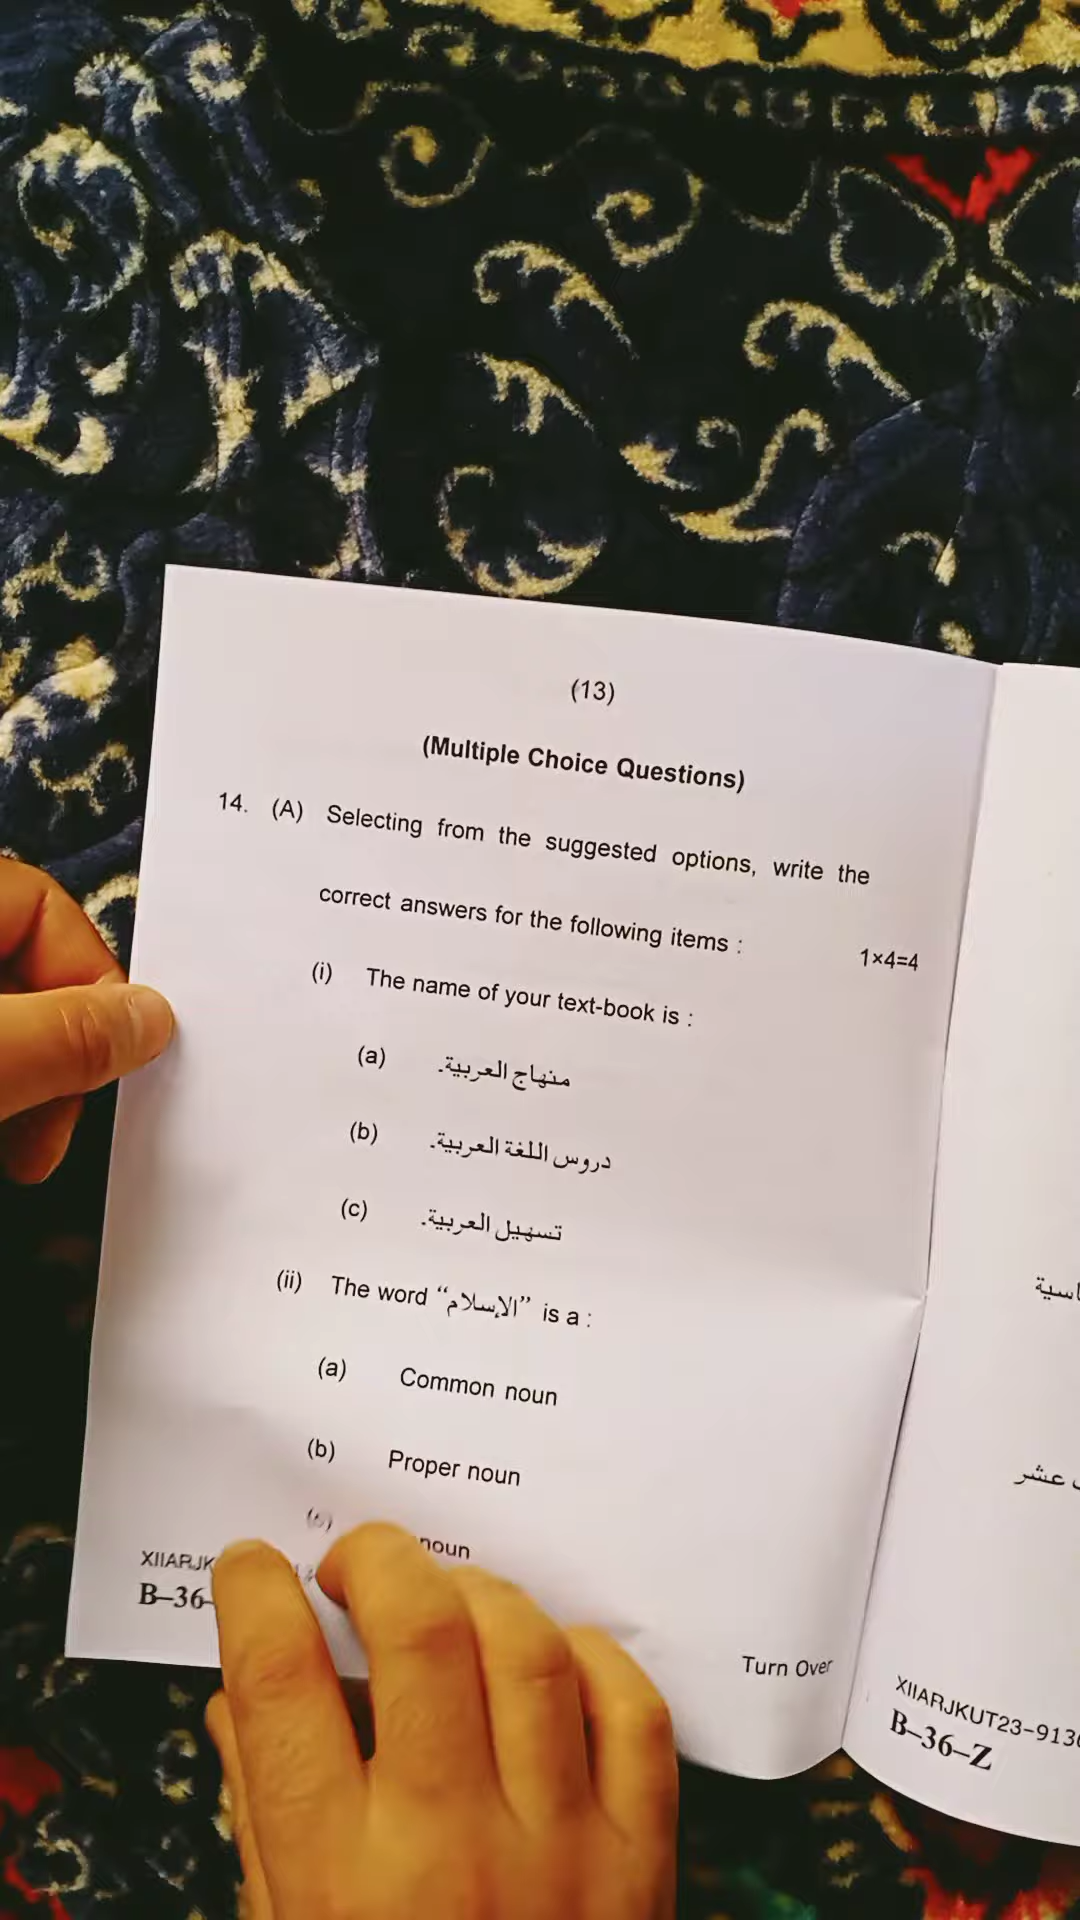 (13)
(Multiple Choice Questions)
14. (A) Selecting from the suggested options, write the
correct answers for the following items : 1×4=4
(i) The name of your text-book is :
(a) منهاج العربية۔
(b) دروس اللغة العربية۔
(c) تسهيل العربية۔
(ii) The word “الإسلام” is a :
(a) Common noun
(b) Proper noun
noun
XIIARJK
B–36–
Turn Over
عشر
XIIARJKUT23-913
B–36–Z